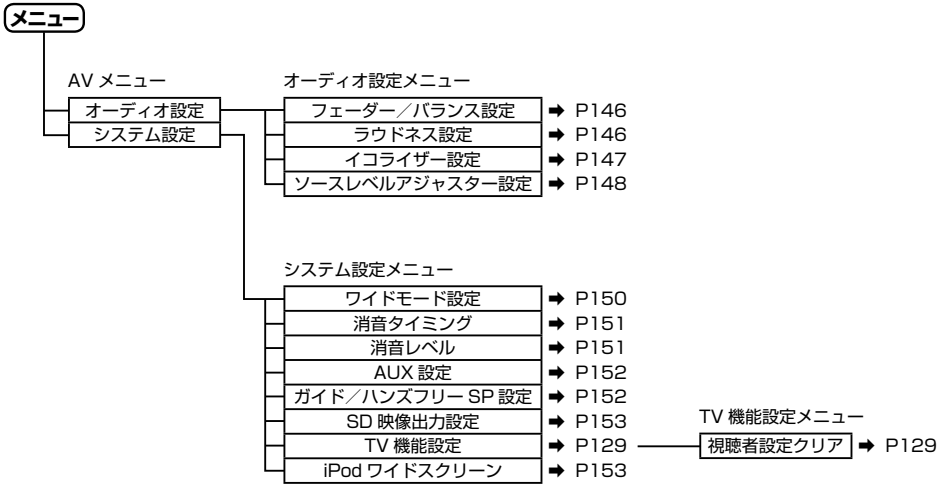 メニュー
AV メニュー
オーディオ設定
システム設定
オーディオ設定メニュー
フェーダー／バランス設定 ➡ P146
ラウドネス設定 ➡ P146
イコライザー設定 ➡ P147
ソースレベルアジャスター設定 ➡ P148
システム設定メニュー
ワイドモード設定 ➡ P150
消音タイミング ➡ P151
消音レベル ➡ P151
AUX 設定 ➡ P152
ガイド／ハンズフリー SP 設定 ➡ P152
SD 映像出力設定 ➡ P153
TV 機能設定 ➡ P129
iPod ワイドスクリーン ➡ P153
TV 機能設定メニュー
視聴者設定クリア ➡ P129